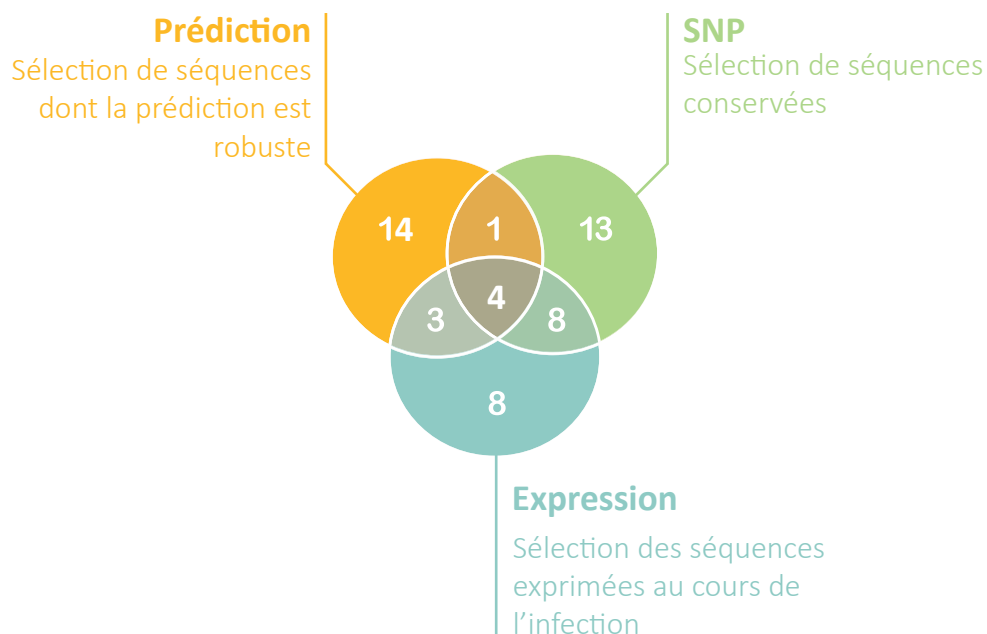 Prédiction
Sélection de séquences
dont la prédiction est
robuste
SNP
Sélection de séquences
conservées
14
1
13
4
3
8
8
Expression
Sélection des séquences
exprimées au cours de
l’infection